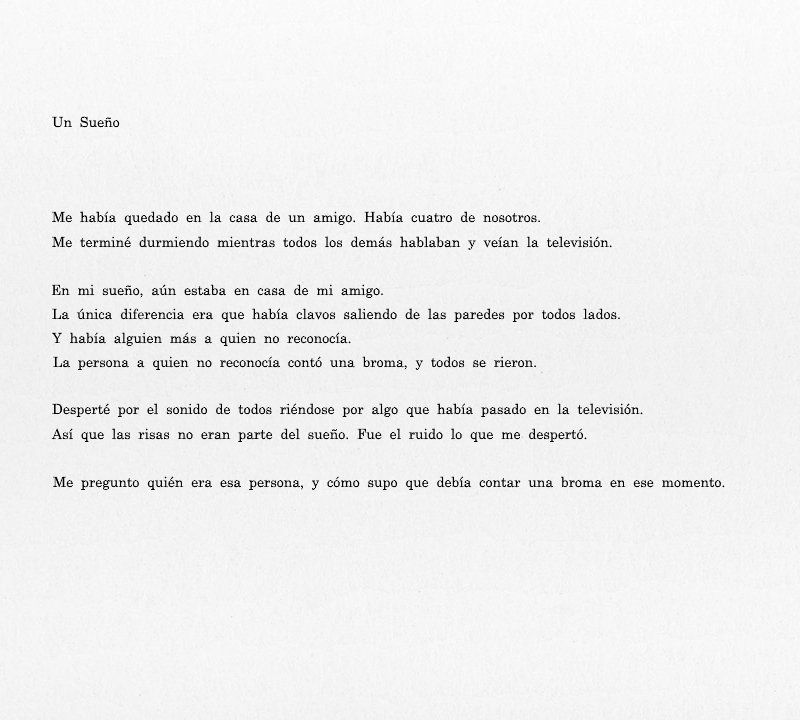 Un Sueño
Me había quedado en la casa de un amigo. Había cuatro de nosotros.
Me terminé durmiendo mientras todos los demás hablaban y veían la televisión.
En mi sueño, aún estaba en casa de mi amigo.
La única diferencia era que había clavos saliendo de las paredes por todos lados.
Y había alguien más a quien no reconocía.
La persona a quien no reconocía contó una broma, y todos se rieron.
Desperté por el sonido de todos riéndose por algo que había pasado en la televisión.
Así que las risas no eran parte del sueño. Fue el ruido lo que me despertó.
Me pregunto quién era esa persona, y cómo supo que debía contar una broma en ese momento.